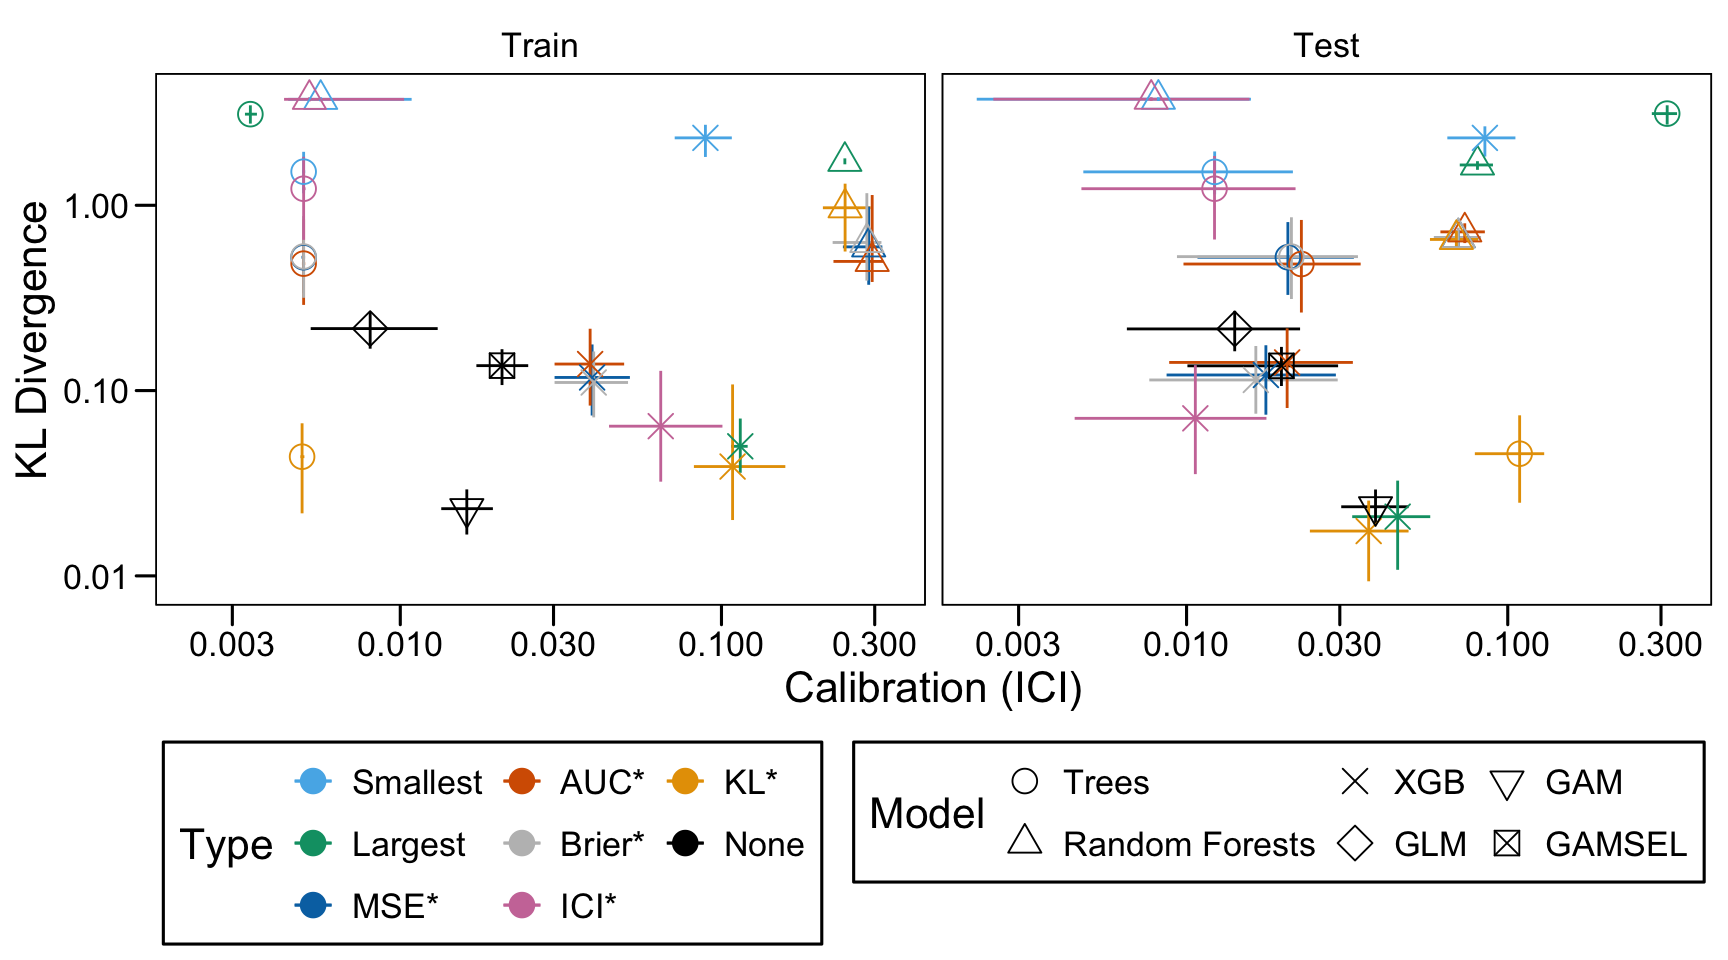 Train
Test
KL Divergence
1.00
0.10
0.01
0.003 0.010 0.030 0.100 0.300
0.003 0.010 0.030 0.100 0.300
Calibration (ICI)
Type
Smallest AUC* KL*
Largest Brier* None
MSE* ICI*
Model
Trees XGB GAM
Random Forests GLM GAMSEL